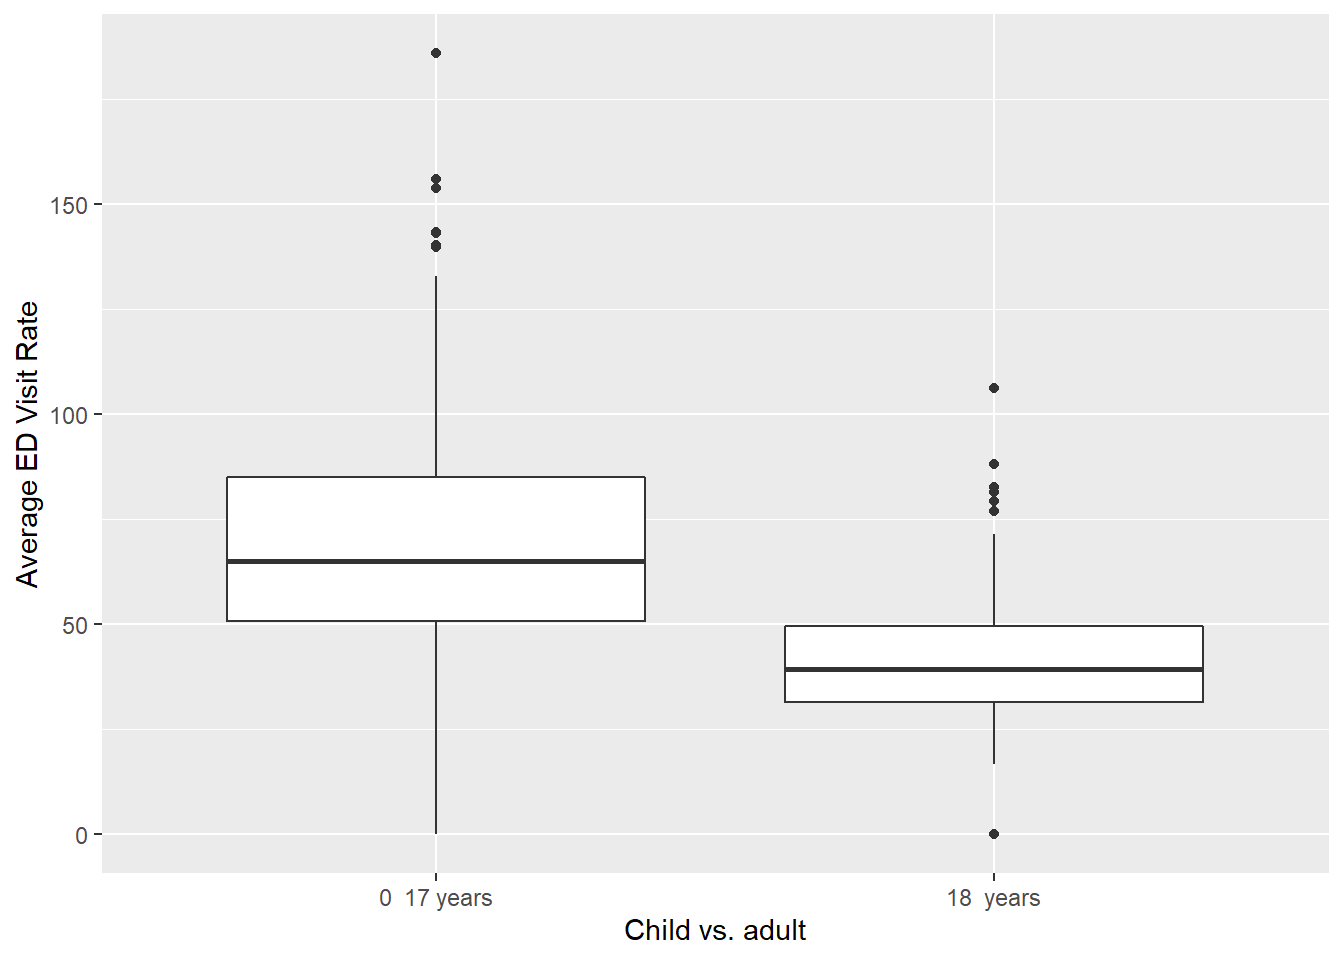 Average ED Visit Rate
150
100
50
0
0  17 years
18  years
Child vs. adult